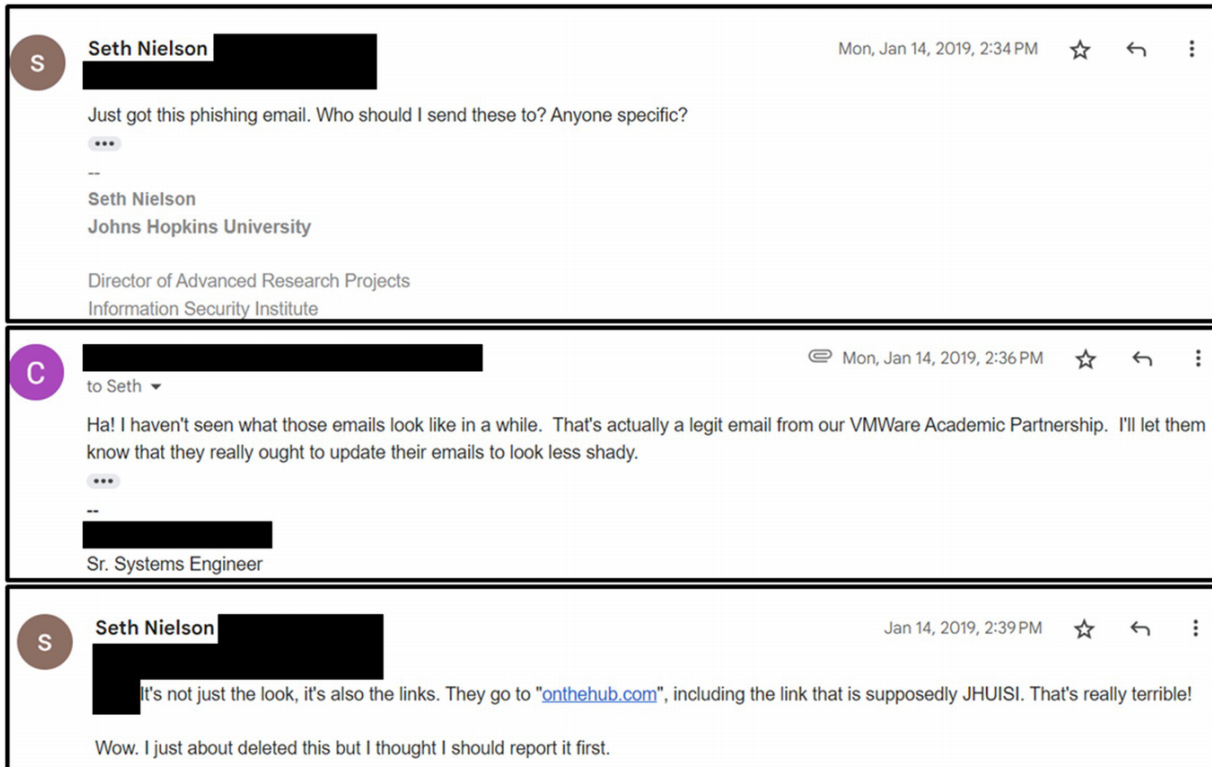 S
Seth Nielson
Mon, Jan 14, 2019, 2:34 PM
Just got this phishing email. Who should I send these to? Anyone specific?
•••
--
Seth Nielson
Johns Hopkins University
Director of Advanced Research Projects
Information Security Institute
C
Mon, Jan 14, 2019, 2:36 PM
to Seth
Ha! I haven't seen what those emails look like in a while. That's actually a legit email from our VMWare Academic Partnership. I'll let them
know that they really ought to update their emails to look less shady.
•••
--
Sr. Systems Engineer
S
Seth Nielson
Jan 14, 2019, 2:39 PM
It's not just the look, it's also the links. They go to "onthehub.com", including the link that is supposedly JHUISI. That's really terrible!
Wow. I just about deleted this but I thought I should report it first.